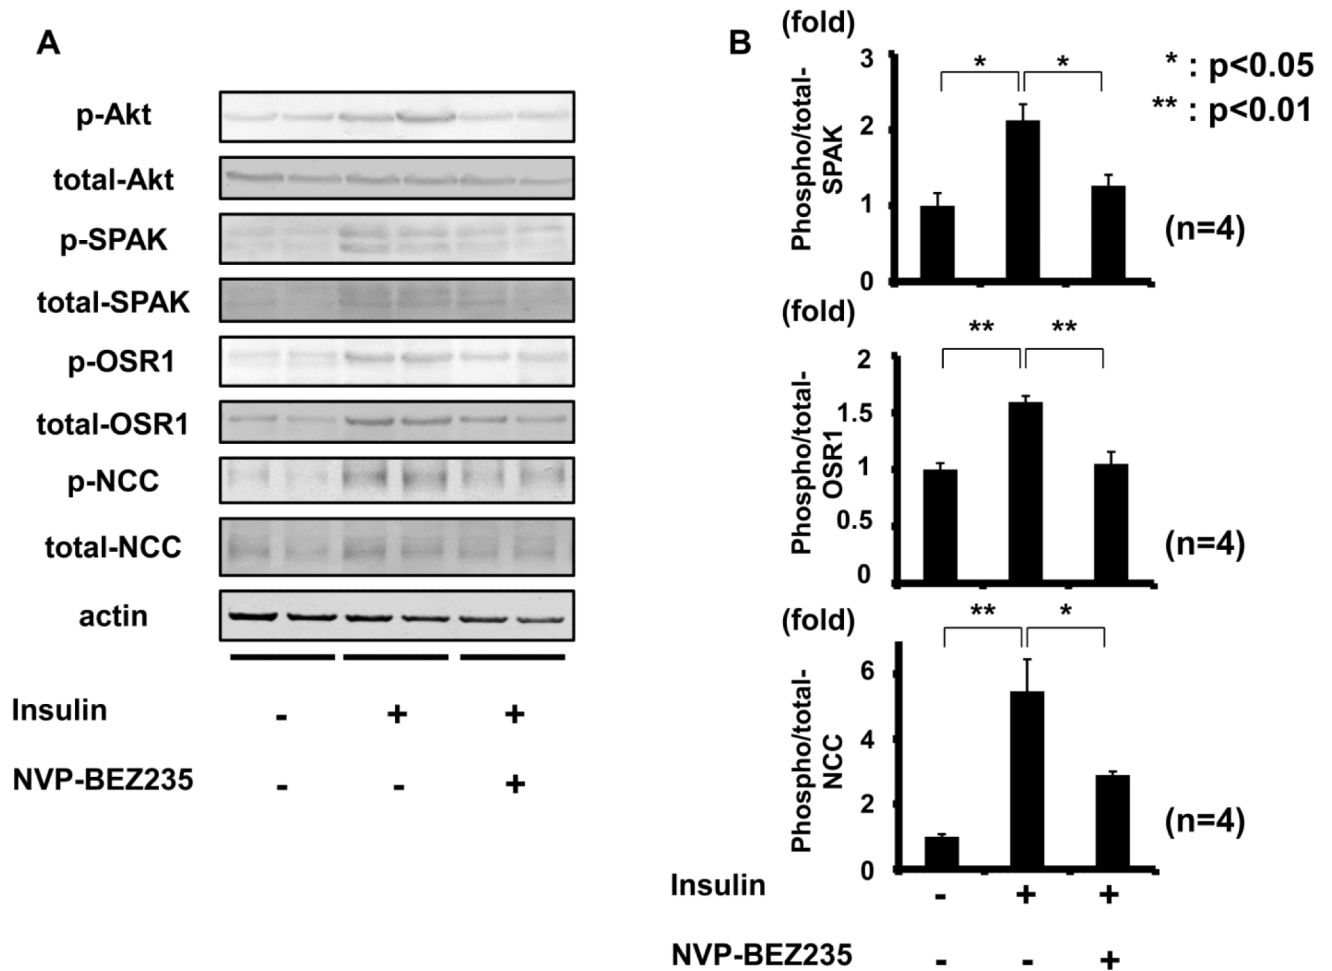 A
p-Akt
total-Akt
p-SPAK
total-SPAK
p-OSR1
total-OSR1
p-NCC
total-NCC
actin
Insulin - + +
NVP-BEZ235 - - +
B
(fold)
* : p<0.05
** : p<0.01
Phospho/total-
SPAK
3
2
1
0
* *
(n=4)
(fold)
Phospho/total-
OSR1
2
1.5
1
0.5
0
** **
(n=4)
(fold)
Phospho/total-
NCC
6
4
2
0
** *
(n=4)
Insulin - + +
NVP-BEZ235 - - +